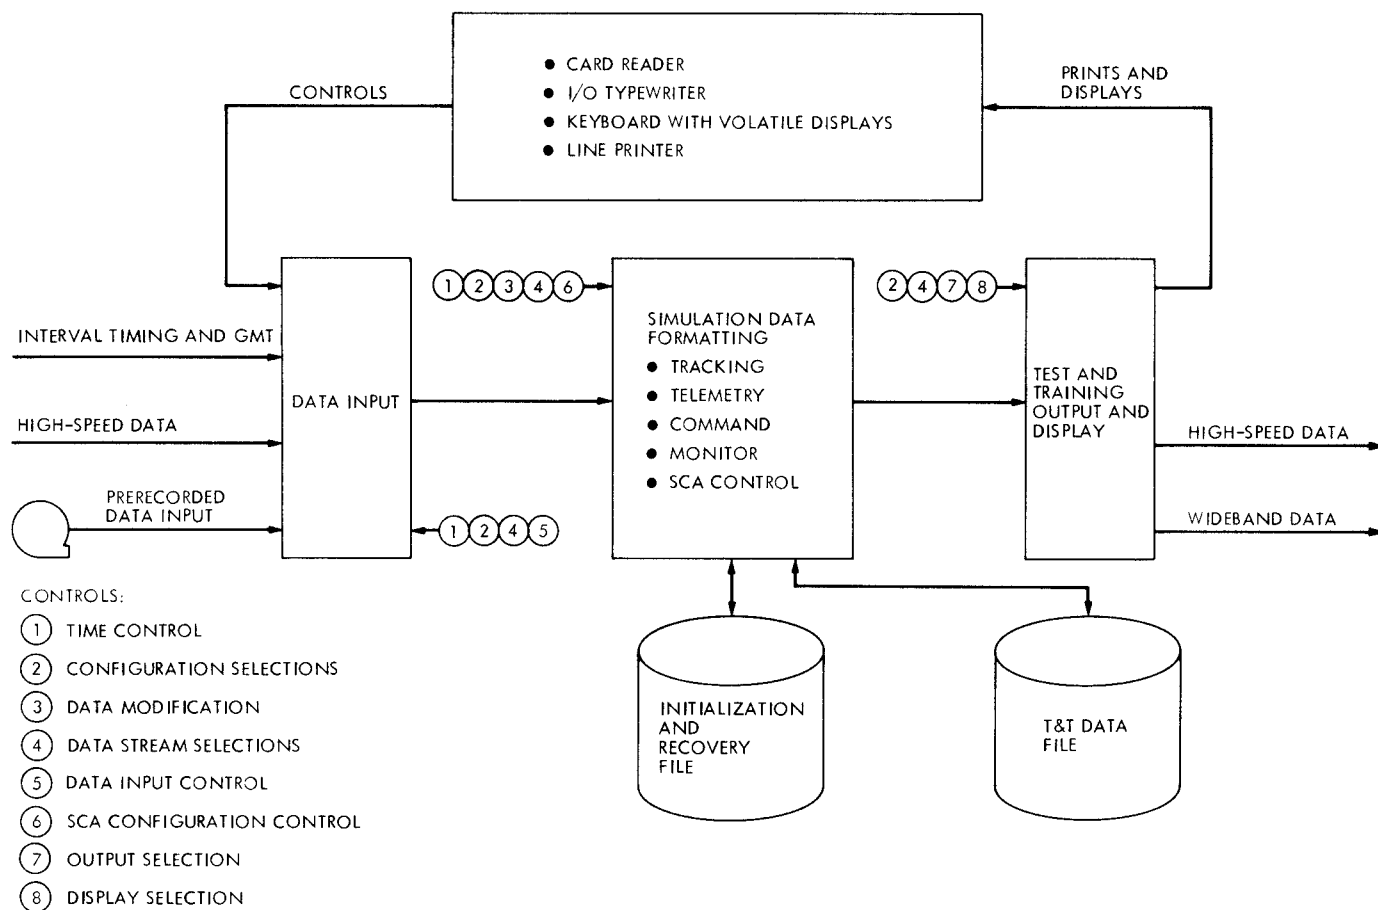 ● CARD READER
● I/O TYPEWRITER
● KEYBOARD WITH VOLATILE DISPLAYS
● LINE PRINTER
CONTROLS
PRINTS AND
DISPLAYS
INTERVAL TIMING AND GMT
HIGH-SPEED DATA
PRERECORDED
DATA INPUT
DATA INPUT
1 2 4 5
1 2 3 4 6
SIMULATION DATA
FORMATTING
● TRACKING
● TELEMETRY
● COMMAND
● MONITOR
● SCA CONTROL
2 4 7 8
TEST AND
TRAINING
OUTPUT AND
DISPLAY
HIGH-SPEED DATA
WIDEBAND DATA
INITIALIZATION
AND
RECOVERY
FILE
T&T DATA
FILE
CONTROLS:
1 TIME CONTROL
2 CONFIGURATION SELECTIONS
3 DATA MODIFICATION
4 DATA STREAM SELECTIONS
5 DATA INPUT CONTROL
6 SCA CONFIGURATION CONTROL
7 OUTPUT SELECTION
8 DISPLAY SELECTION